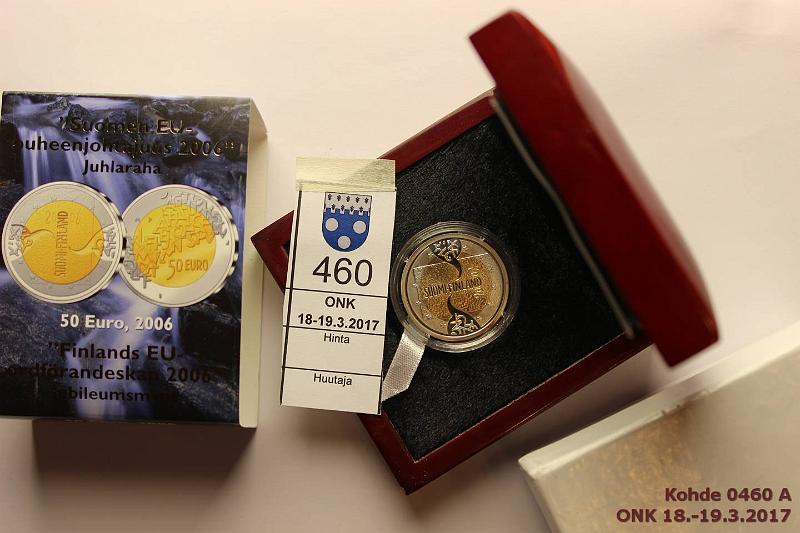 "Suomen EU-
puheenjohtajuus 2006"
Juhlaraha
SUOMI-FINLAND
50 EURO
50 Euro, 2006
"Finlands EU-
ordförandeskap 2006"
jubileumsmynt
460
ONK
18-19.3.2017
Hinta
Huutaja
SUOMI-FINLAND
Kohde 0460 A
ONK 18.-19.3.2017